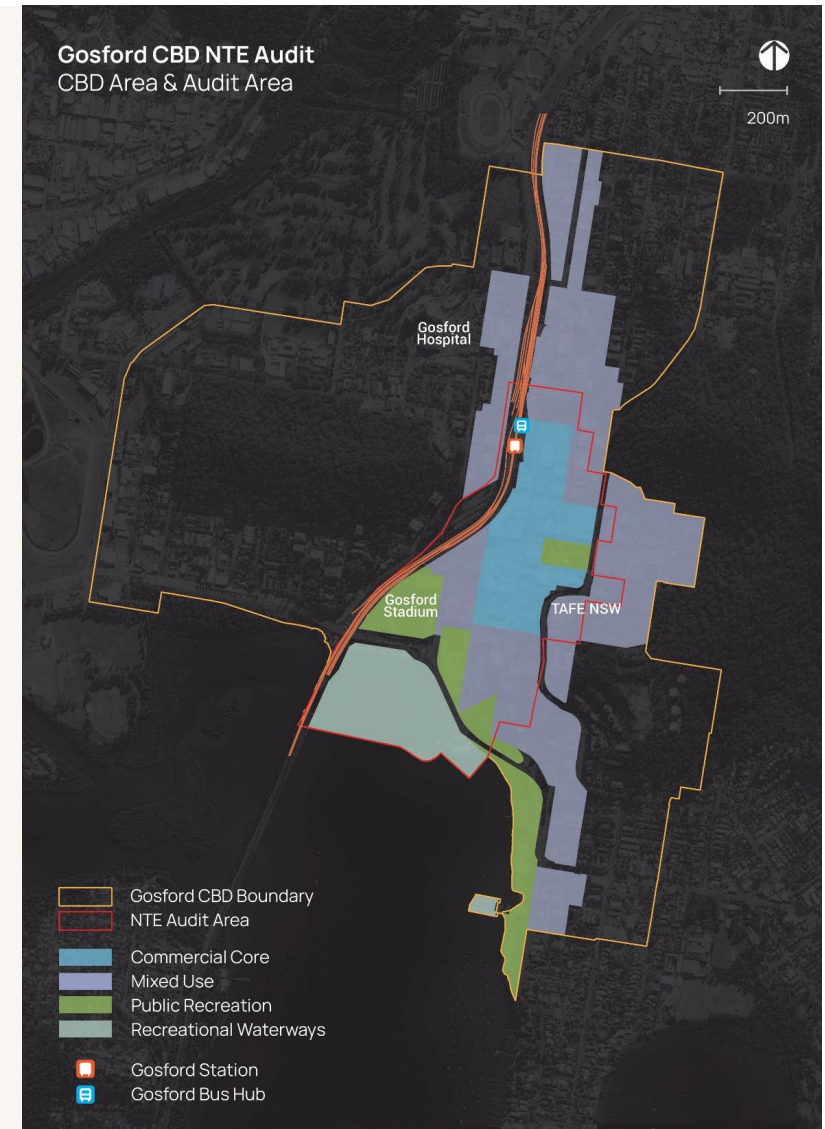 Gosford CBD NTE Audit
CBD Area & Audit Area
200m
Gosford
Hospital
Gosford
Stadium
TAFE NSW
Gosford CBD Boundary
NTE Audit Area
Commercial Core
Mixed Use
Public Recreation
Recreational Waterways
Gosford Station
Gosford Bus Hub